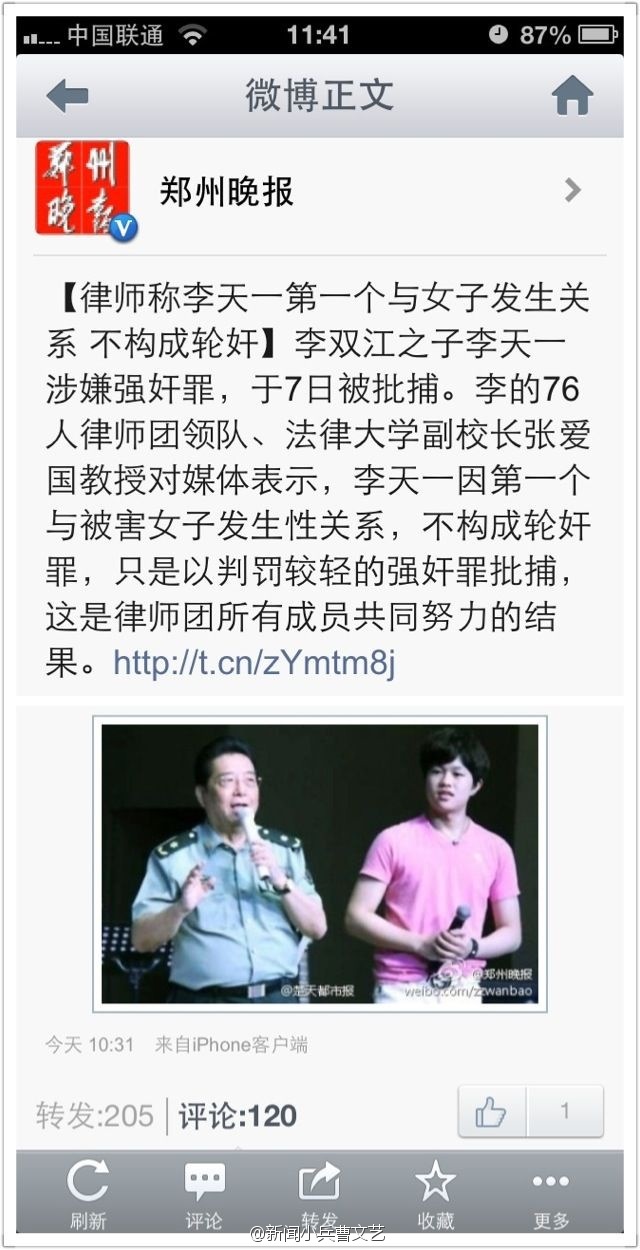 中国联通 11:41 87%
微博正文
郑州晚报
郑州晚报
【律师称李天一第一个与女子发生关
系 不构成轮奸】李双江之子李天一
涉嫌强奸罪，于7日被批捕。李的76
人律师团领队、法律大学副校长张爱
国教授对媒体表示，李天一因第一个
与被害女子发生性关系，不构成轮奸
罪，只是以判罚较轻的强奸罪批捕，
这是律师团所有成员共同努力的结
果。http://t.cn/zYmtm8j
@楚天都市报
@郑州晚报
weibo.com/zzwanbao
今天 10:31 来自iPhone客户端
转发:205 评论:120 1
刷新 评论 转发 收藏 更多
@新闻小兵曹文艺